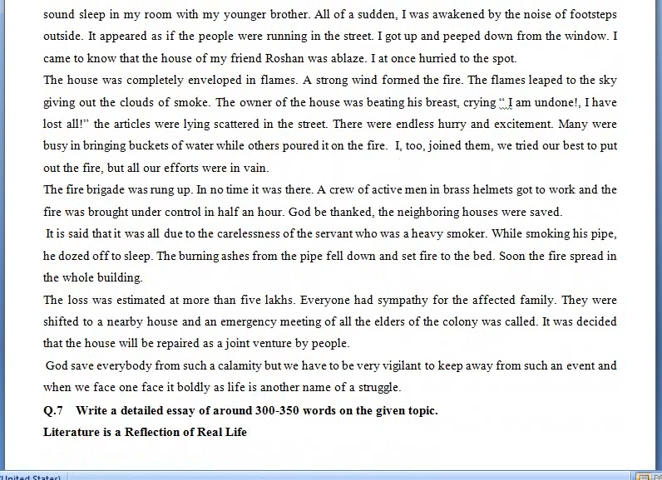 sound sleep in my room with my younger brother. All of a sudden, I was awakened by the noise of footsteps
outside. It appeared as if the people were running in the street. I got up and peeped down from the window. I
came to know that the house of my friend Roshan was ablaze. I at once hurried to the spot.
The house was completely enveloped in flames. A strong wind formed the fire. The flames leaped to the sky
giving out the clouds of smoke. The owner of the house was beating his breast, crying “ I am undone!, I have
lost all!” the articles were lying scattered in the street. There were endless hurry and excitement. Many were
busy in bringing buckets of water while others poured it on the fire. I, too, joined them, we tried our best to put
out the fire, but all our efforts were in vain.
The fire brigade was rung up. In no time it was there. A crew of active men in brass helmets got to work and the
fire was brought under control in half an hour. God be thanked, the neighboring houses were saved.
It is said that it was all due to the carelessness of the servant who was a heavy smoker. While smoking his pipe,
he dozed off to sleep. The burning ashes from the pipe fell down and set fire to the bed. Soon the fire spread in
the whole building.
The loss was estimated at more than five lakhs. Everyone had sympathy for the affected family. They were
shifted to a nearby house and an emergency meeting of all the elders of the colony was called. It was decided
that the house will be repaired as a joint venture by people.
God save everybody from such a calamity but we have to be very vigilant to keep away from such an event and
when we face one face it boldly as life is another name of a struggle.
Q.7 Write a detailed essay of around 300-350 words on the given topic.
Literature is a Reflection of Real Life
(United States)